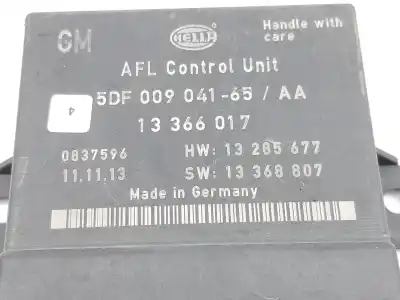 GM
HELLA
Handle with
care
AFL Control Unit
4
5DF 009 041-65 / AA
13 366 017
0837596
HW: 13 285 677
11.11.13
SW: 13 368 807
Made in Germany